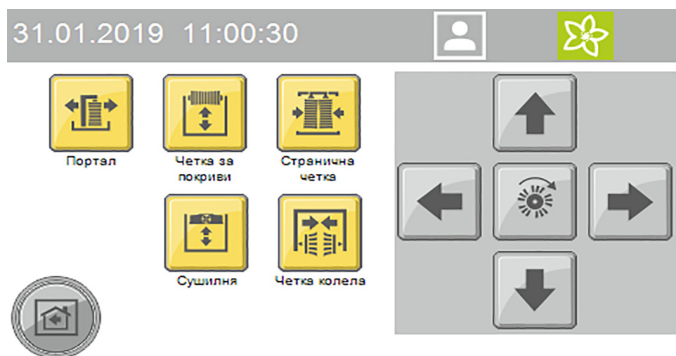 31.01.2019 11:00:30
Портал
Четка за
покриви
Странична
четка
Сушилня
Четка колела